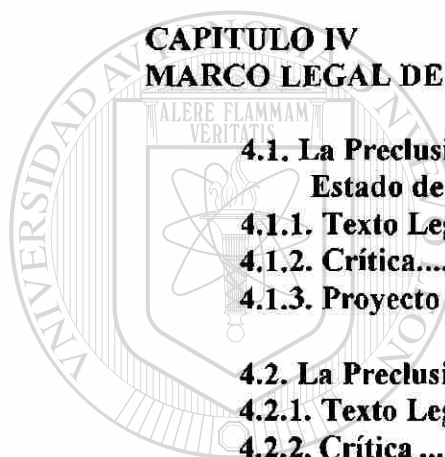 CAPITULO IV
MARCO LEGAL DE
ALERE FLAMMAM
VERITATIS
4.1. La Preclusi
Estado de
4.1.1. Texto Leg
4.1.2. Crítica....
4.1.3. Proyecto
4.2. La Preclusi
4.2.1. Texto Leg
4.2.2. Crítica ...